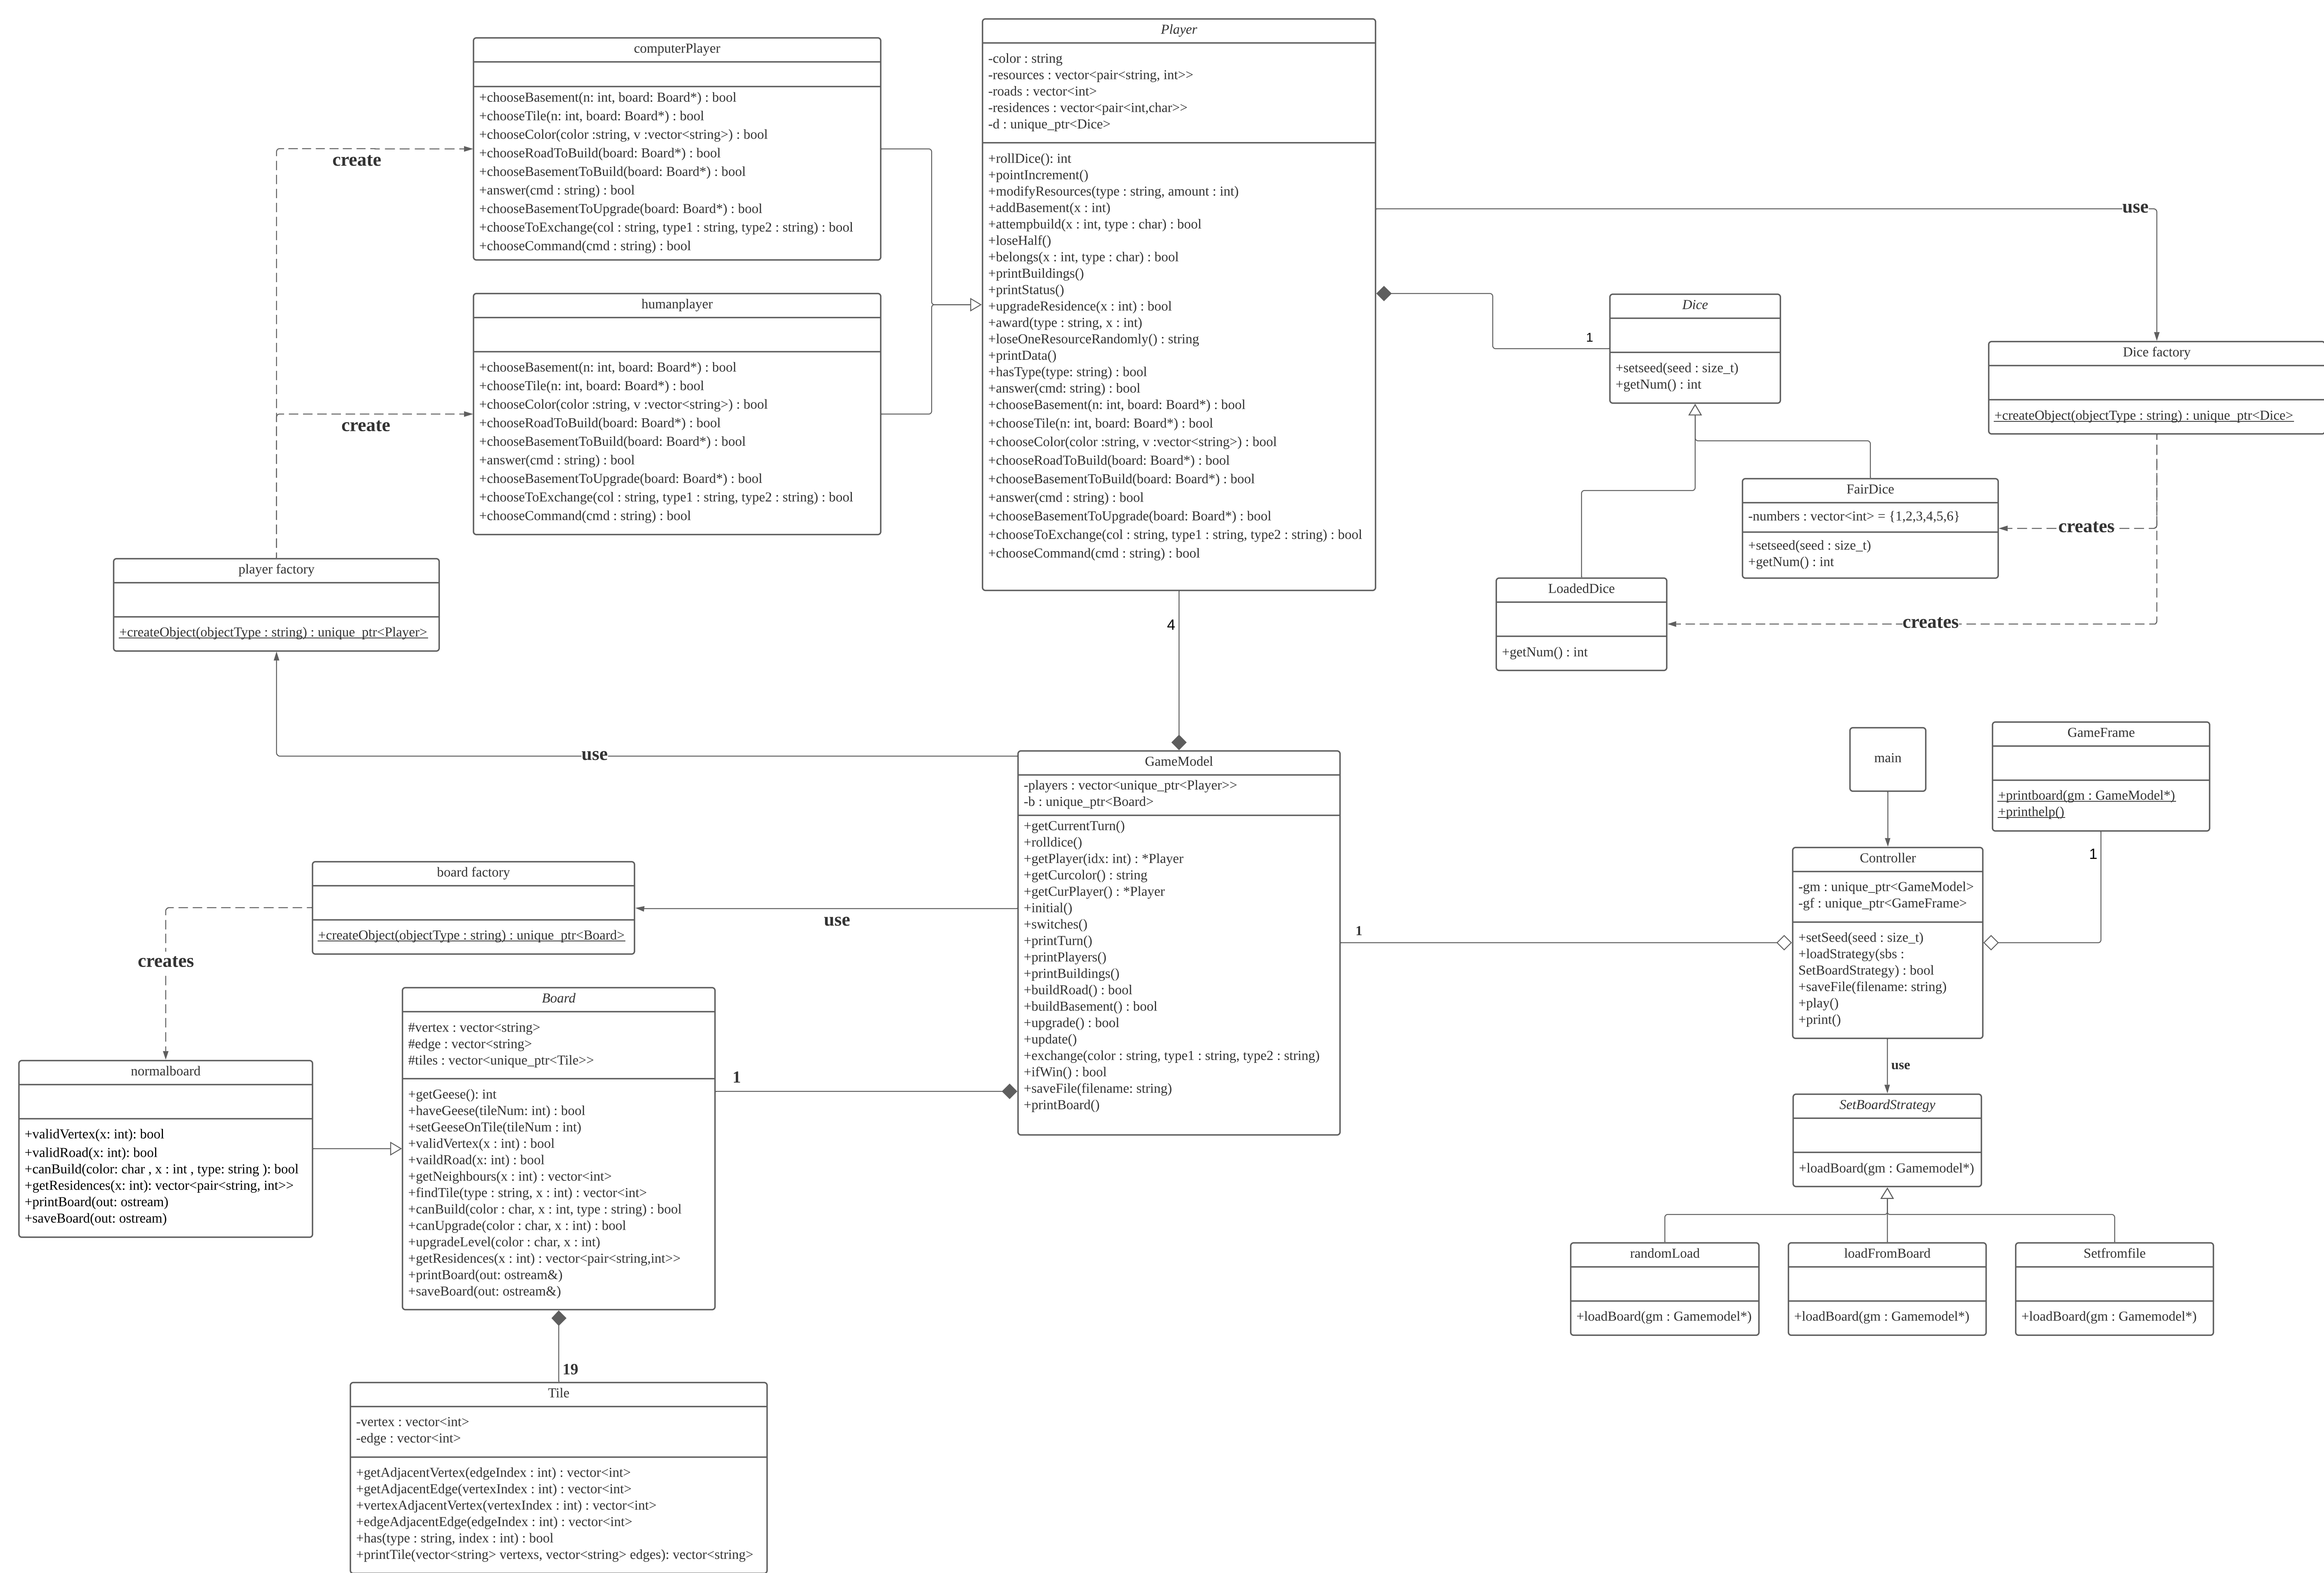 computerPlayer
+chooseBasement(n: int, board: Board*) : bool
+chooseTile(n: int, board: Board*) : bool
+chooseColor(color :string, v :vector<string>) : bool
+chooseRoadToBuild(board: Board*) : bool
+chooseBasementToBuild(board: Board*) : bool
+answer(cmd : string) : bool
+chooseBasementToUpgrade(board: Board*) : bool
+chooseToExchange(col : string, type1 : string, type2 : string) : bool
+chooseCommand(cmd : string) : bool
create
humanplayer
+chooseBasement(n: int, board: Board*) : bool
+chooseTile(n: int, board: Board*) : bool
+chooseColor(color :string, v :vector<string>) : bool
+chooseRoadToBuild(board: Board*) : bool
+chooseBasementToBuild(board: Board*) : bool
+answer(cmd : string) : bool
+chooseBasementToUpgrade(board: Board*) : bool
+chooseToExchange(col : string, type1 : string, type2 : string) : bool
+chooseCommand(cmd : string) : bool
create
player factory
+createObject(objectType : string) : unique_ptr<Player>
Player
-color : string
-resources : vector<pair<string, int>>
-roads : vector<int>
-residences : vector<pair<int,char>>
-d : unique_ptr<Dice>
+rollDice(): int
+pointIncrement()
+modifyResources(type : string, amount : int)
+addBasement(x : int)
+attempbuild(x : int, type : char) : bool
+loseHalf()
+belongs(x : int, type : char) : bool
+printBuildings()
+printStatus()
+upgradeResidence(x : int) : bool
+award(type : string, x : int)
+loseOneResourceRandomly() : string
+printData()
+hasType(type: string) : bool
+answer(cmd: string) : bool
+chooseBasement(n: int, board: Board*) : bool
+chooseTile(n: int, board: Board*) : bool
+chooseColor(color :string, v :vector<string>) : bool
+chooseRoadToBuild(board: Board*) : bool
+chooseBasementToBuild(board: Board*) : bool
+answer(cmd : string) : bool
+chooseBasementToUpgrade(board: Board*) : bool
+chooseToExchange(col : string, type1 : string, type2 : string) : bool
+chooseCommand(cmd : string) : bool
use
1
Dice
+setseed(seed : size_t)
+getNum() : int
Dice factory
+createObject(objectType : string) : unique_ptr<Dice>
FairDice
-numbers : vector<int> = {1,2,3,4,5,6}
+setseed(seed : size_t)
+getNum() : int
creates
LoadedDice
+getNum() : int
creates
4
use
GameModel
-players : vector<unique_ptr<Player>>
-b : unique_ptr<Board>
+getCurrentTurn()
+rolldice()
+getPlayer(idx: int) : *Player
+getCurcolor() : string
+getCurPlayer() : *Player
+initial()
+switches()
+printTurn()
+printPlayers()
+printBuildings()
+buildRoad() : bool
+buildBasement() : bool
+upgrade() : bool
+update()
+exchange(color : string, type1 : string, type2 : string)
+ifWin() : bool
+saveFile(filename: string)
+printBoard()
main
GameFrame
+printboard(gm : GameModel*)
+printhelp()
1
1
Controller
-gm : unique_ptr<GameModel>
-gf : unique_ptr<GameFrame>
+setSeed(seed : size_t)
+loadStrategy(sbs :
SetBoardStrategy) : bool
+saveFile(filename: string)
+play()
+print()
use
SetBoardStrategy
+loadBoard(gm : Gamemodel*)
randomLoad
+loadBoard(gm : Gamemodel*)
loadFromBoard
+loadBoard(gm : Gamemodel*)
Setfromfile
+loadBoard(gm : Gamemodel*)
board factory
+createObject(objectType : string) : unique_ptr<Board>
use
creates
normalboard
+validVertex(x: int): bool
+validRoad(x: int): bool
+canBuild(color: char , x : int , type: string ): bool
+getResidences(x: int): vector<pair<string, int>>
+printBoard(out: ostream)
+saveBoard(out: ostream)
Board
#vertex : vector<string>
#edge : vector<string>
#tiles : vector<unique_ptr<Tile>>
+getGeese(): int
+haveGeese(tileNum: int) : bool
+setGeeseOnTile(tileNum : int)
+validVertex(x : int) : bool
+vaildRoad(x: int) : bool
+getNeighbours(x : int) : vector<int>
+findTile(type : string, x : int) : vector<int>
+canBuild(color : char, x : int, type : string) : bool
+canUpgrade(color : char, x : int) : bool
+upgradeLevel(color : char, x : int)
+getResidences(x : int) : vector<pair<string,int>>
+printBoard(out: ostream&)
+saveBoard(out: ostream&)
1
19
Tile
-vertex : vector<int>
-edge : vector<int>
+getAdjacentVertex(edgeIndex : int) : vector<int>
+getAdjacentEdge(vertexIndex : int) : vector<int>
+vertexAdjacentVertex(vertexIndex : int) : vector<int>
+edgeAdjacentEdge(edgeIndex : int) : vector<int>
+has(type : string, index : int) : bool
+printTile(vector<string> vertexs, vector<string> edges): vector<string>